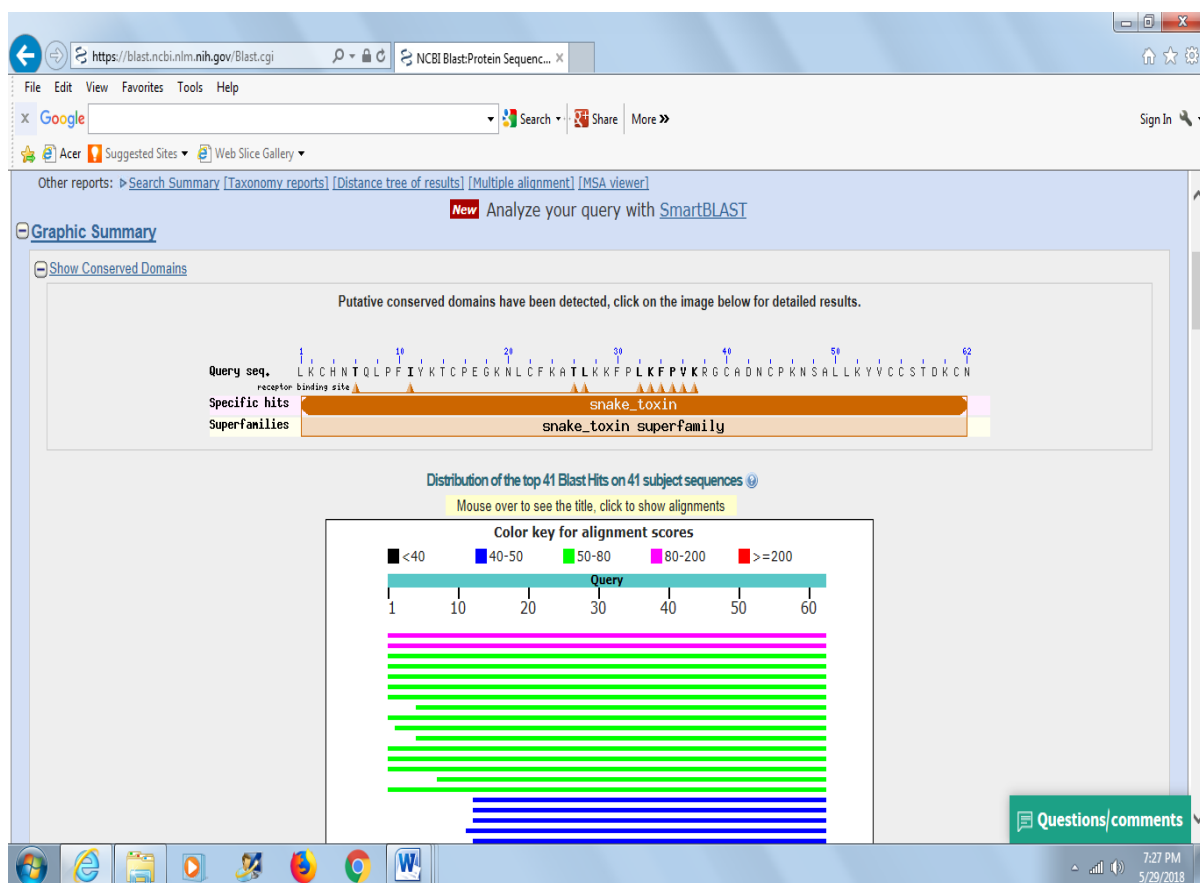 https://blast.ncbi.nlm.nih.gov/Blast.cgi
NCBI Blast:Protein Sequenc...
File Edit View Favorites Tools Help
x Google Search Share More » Sign In
Acer Suggested Sites Web Slice Gallery
Other reports: Search Summary [Taxonomy reports] [Distance tree of results] [Multiple alignment] [MSA viewer]
New Analyze your query with SmartBLAST
Graphic Summary
Show Conserved Domains
Putative conserved domains have been detected, click on the image below for detailed results.
1 10 20 30 40 50 62
Query seq. LKCHNTQLPFIYKTCPEGKNLCFKATLKKFPLKFPVKRGCADNCPKNSALLKYVCCSTDKCN
receptor binding site
Specific hits snake_toxin
Superfamilies snake_toxin superfamily
Distribution of the top 41 Blast Hits on 41 subject sequences
Mouse over to see the title, click to show alignments
Color key for alignment scores
<40 40-50 50-80 80-200 >=200
Query
1 10 20 30 40 50 60
Questions/comments
7:27 PM
5/29/2018